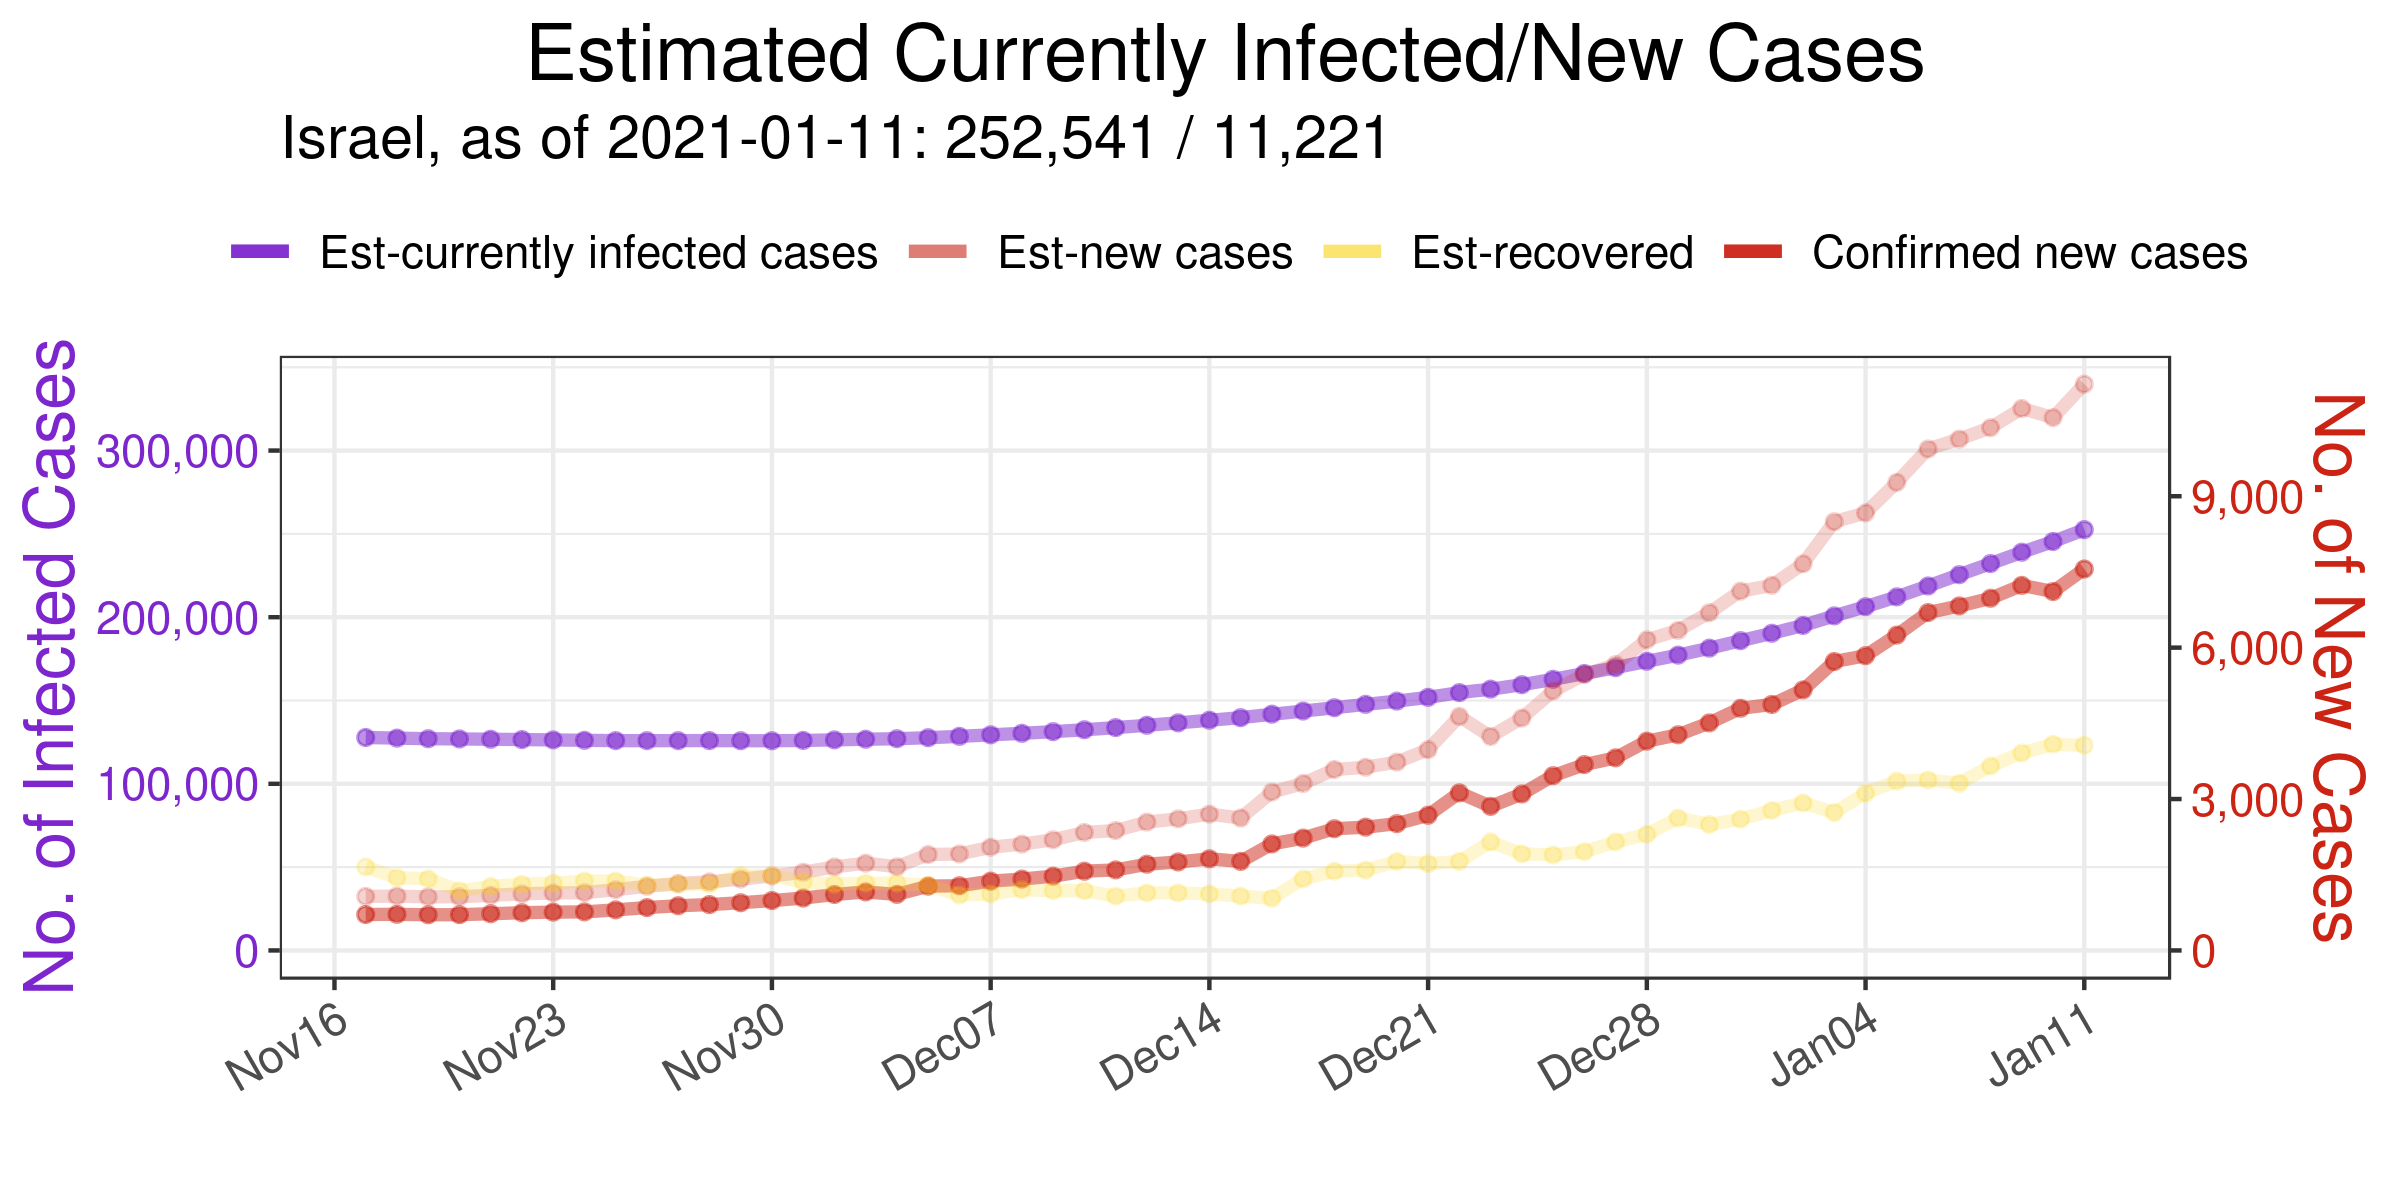 Estimated Currently Infected/New Cases
Israel, as of 2021-01-11: 252,541 / 11,221
Est-currently infected cases Est-new cases Est-recovered Confirmed new cases
No. of Infected Cases
300,000
200,000
100,000
0
No. of New Cases
9,000
6,000
3,000
0
Nov16 Nov23 Nov30 Dec07 Dec14 Dec21 Dec28 Jan04 Jan11